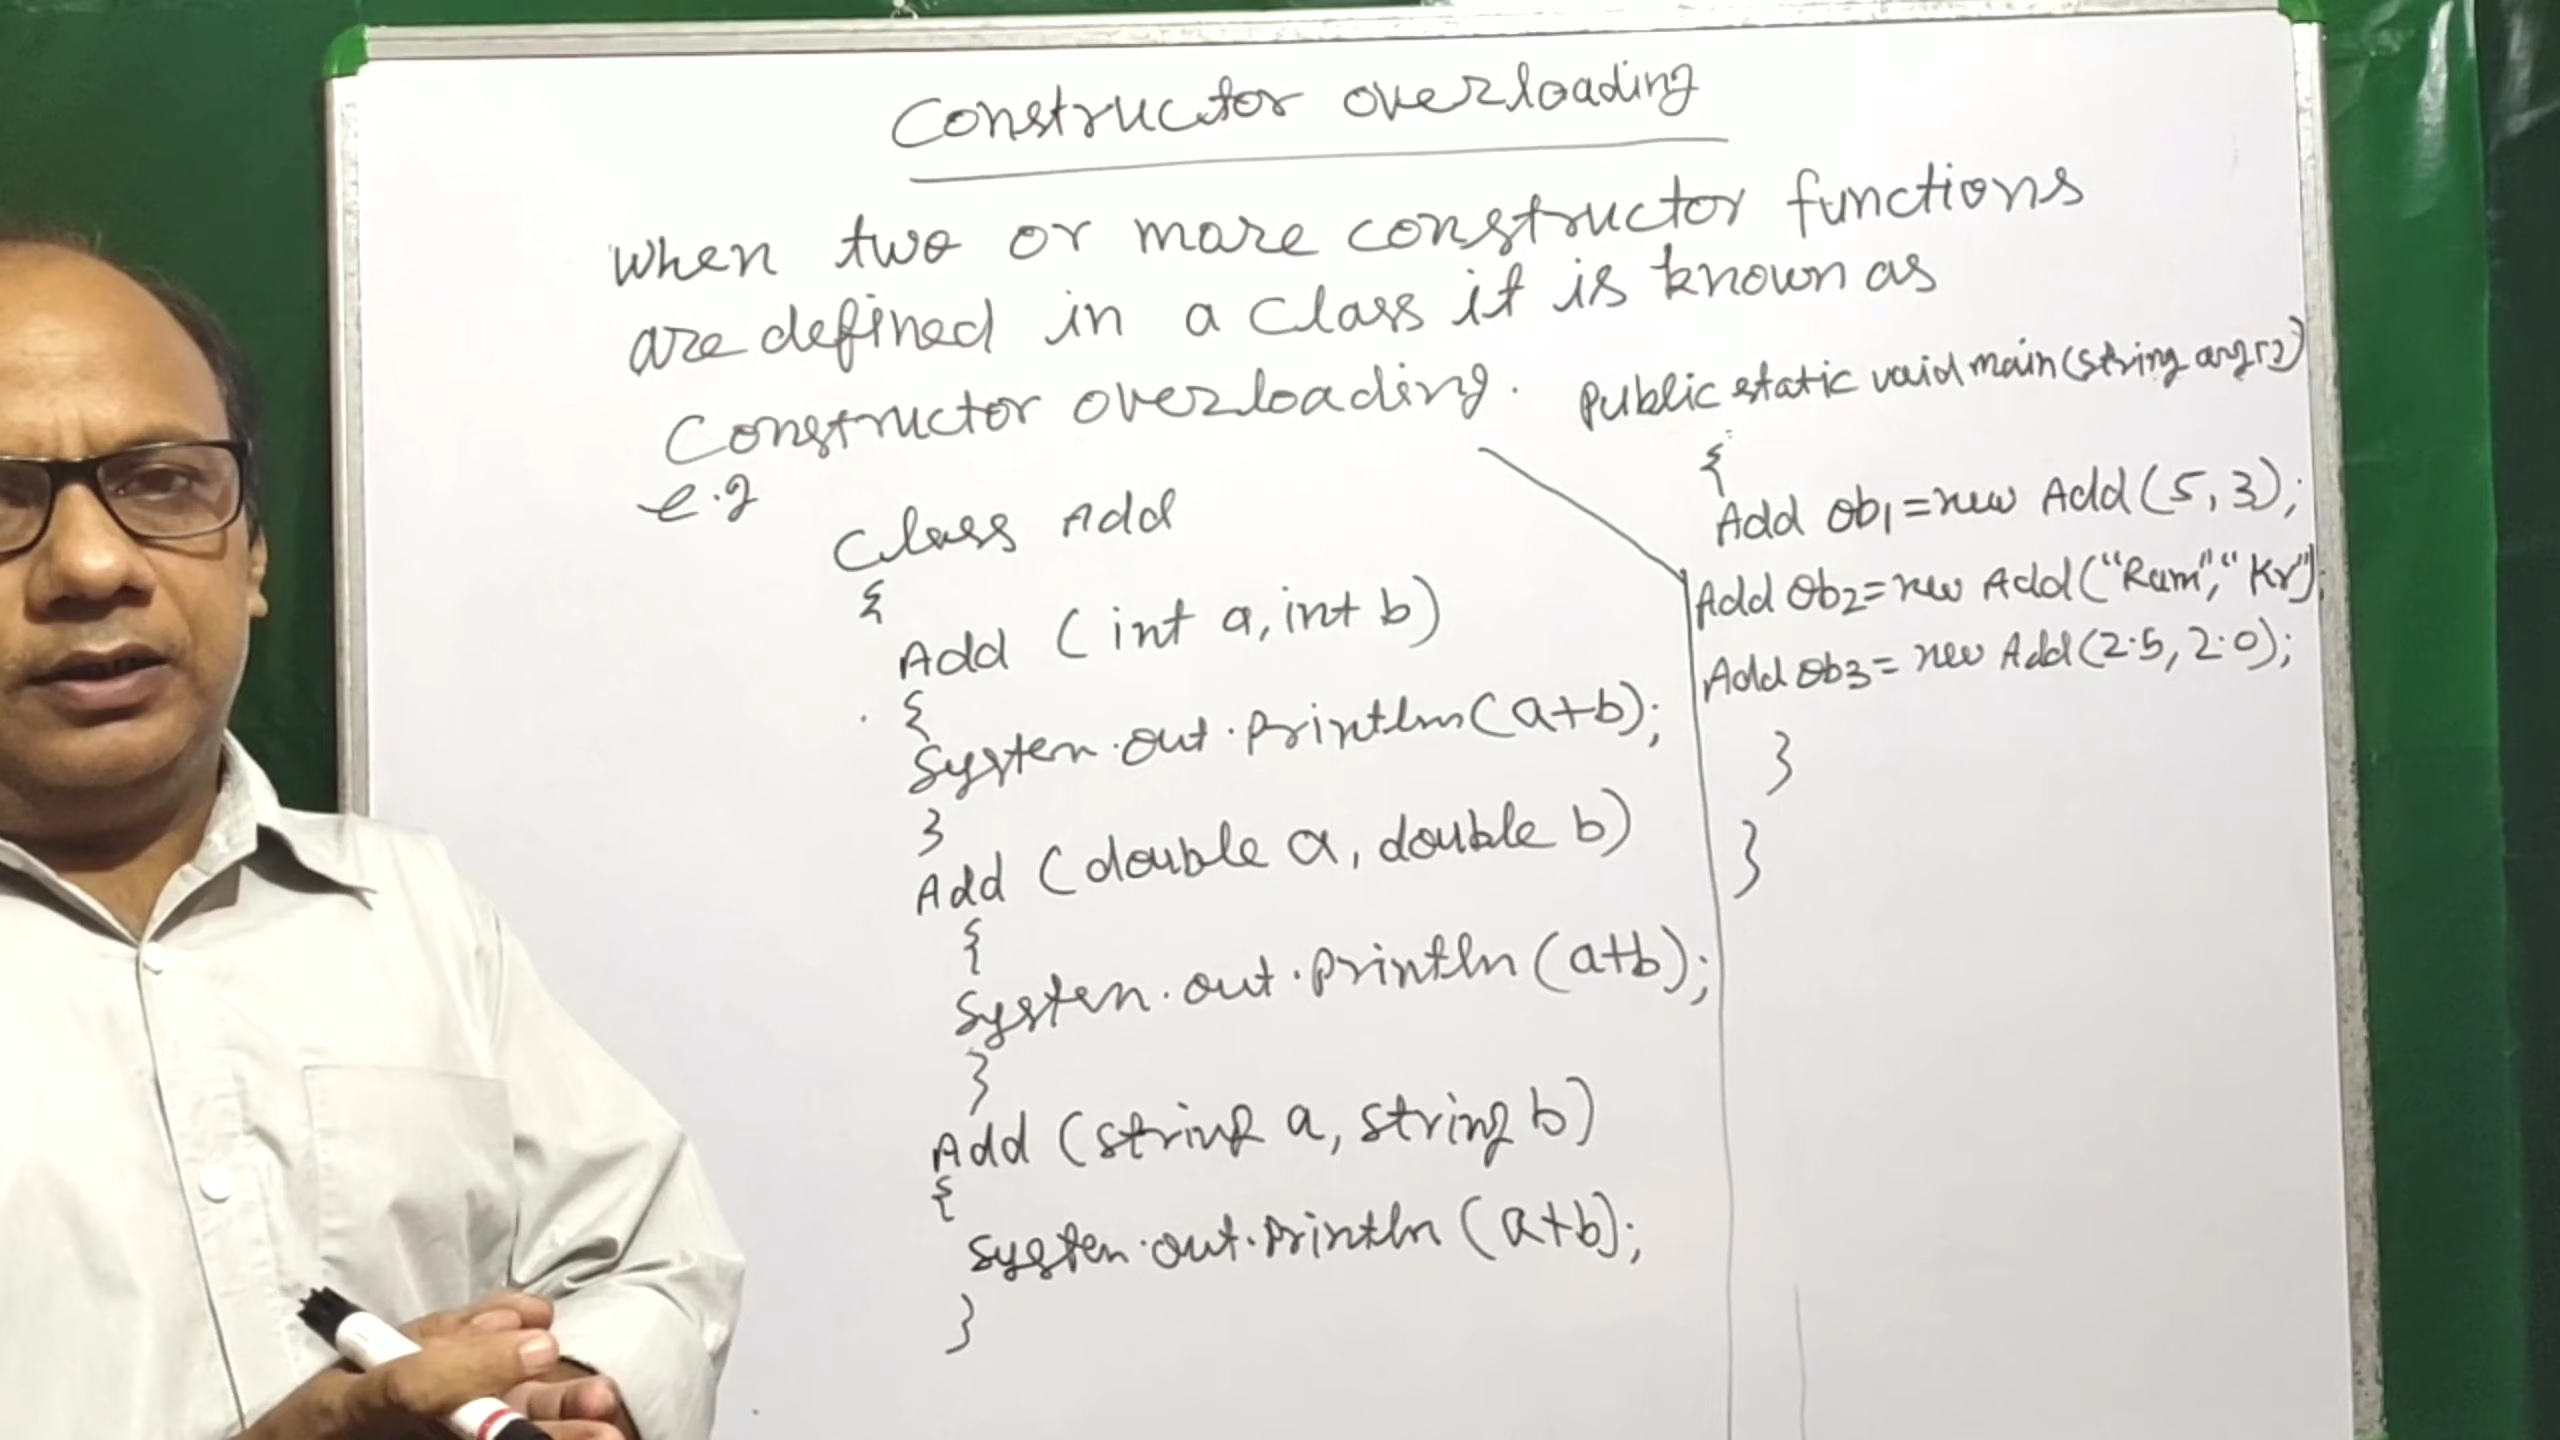 Constructor overloading
When two or more constructor functions
are defined in a class it is known as
Constructor overloading.
e.g
Class Add
{
Add (int a, int b)
{
System.out.println(a+b);
}
Add (double a, double b)
{
System.out.println(a+b);
}
Add (string a, string b)
{
System.out.println(a+b);
}
Public static void main(string arg[])
{
Add ob1=new Add(5,3);
Add ob2=new Add("Ram","Kr");
Add ob3=new Add(2.5,2.0);
}
}